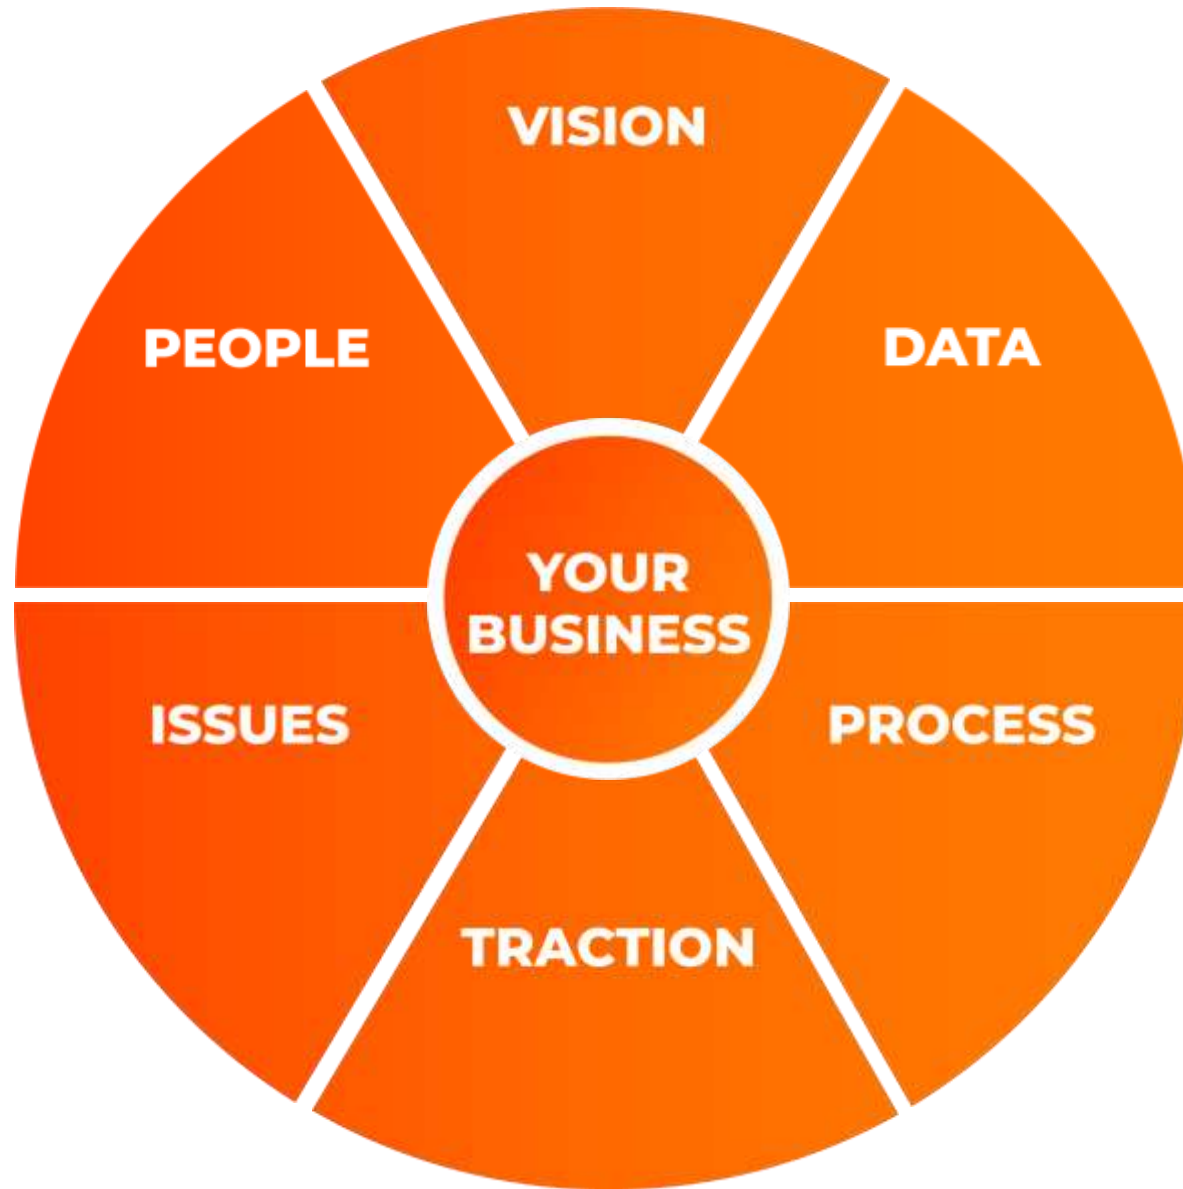 VISION
PEOPLE
DATA
YOUR
BUSINESS
ISSUES
PROCESS
TRACTION